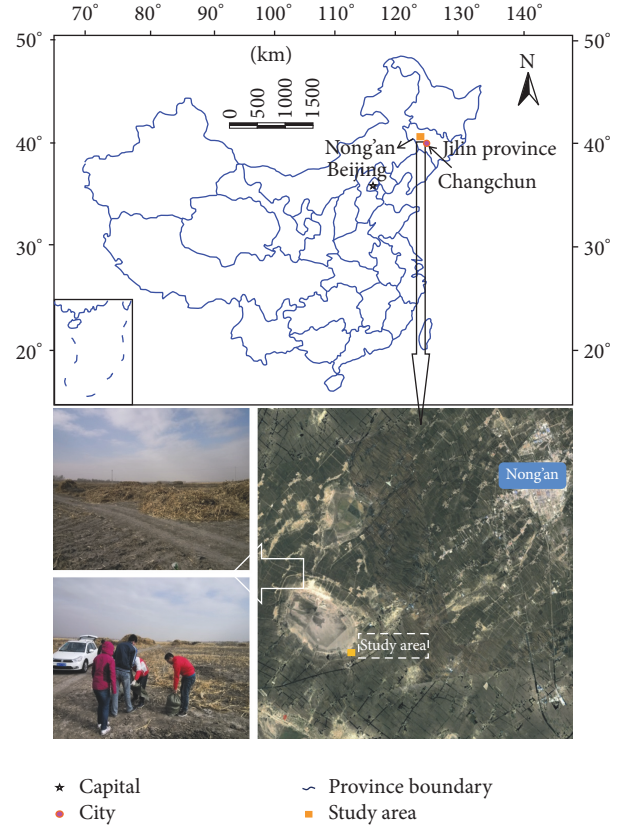 70° 80° 90° 100° 110° 120° 130° 140°
50° 50°
(km)
N
0 500 1000 1500
40° 40°
Nong'an Jilin province
Beijing
Changchun
30° 30°
20° 20°
Nong'an
Study area
Capital Province boundary
City Study area